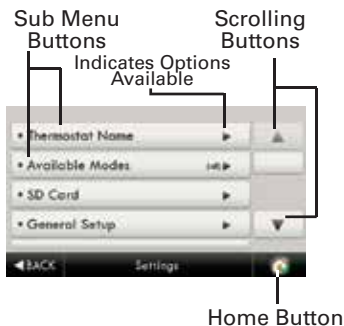 Sub Menu
Buttons
Scrolling
Buttons
Indicates Options
Available
• Thermostat Name
• Available Modes
• SD Card
• General Setup
◀BACK
Settings
Home Button